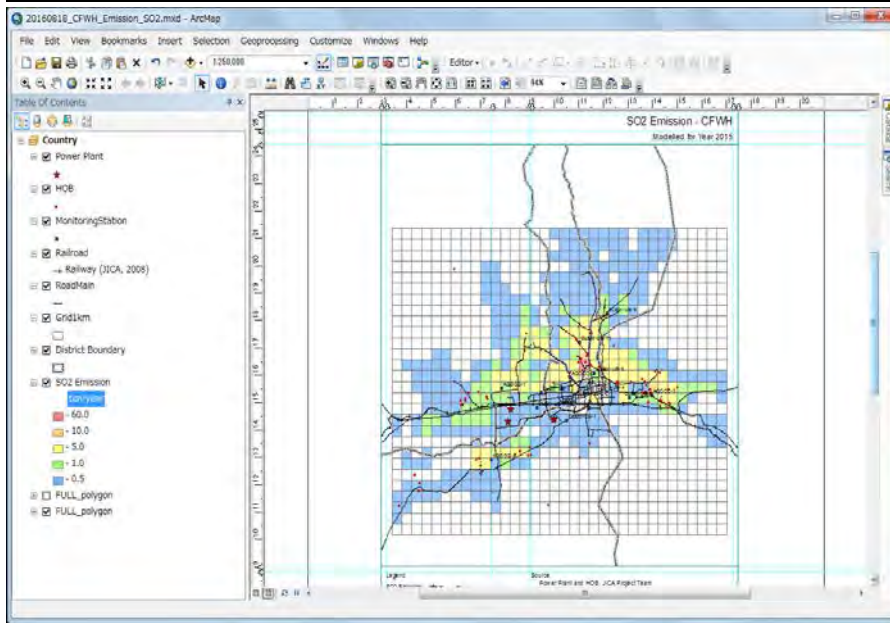 20160818_CFWH_Emission_SO2.mxd - ArcMap
File Edit View Bookmarks Insert Selection Geoprocessing Customize Windows Help
1:250,000
Editor
84%
Table Of Contents
Country
Power Plant
HOB
MonitoringStation
Railroad
Railway (JICA, 2008)
RoadMain
Grid1km
District Boundary
SO2 Emission
ton/year
- 60.0
- 10.0
- 5.0
- 1.0
- 0.5
FULL_polygon
FULL_polygon
SO2 Emission - CFWH
Modelled for Year 2015
Legend
Source
Power Plant and HOB: JICA Project Team